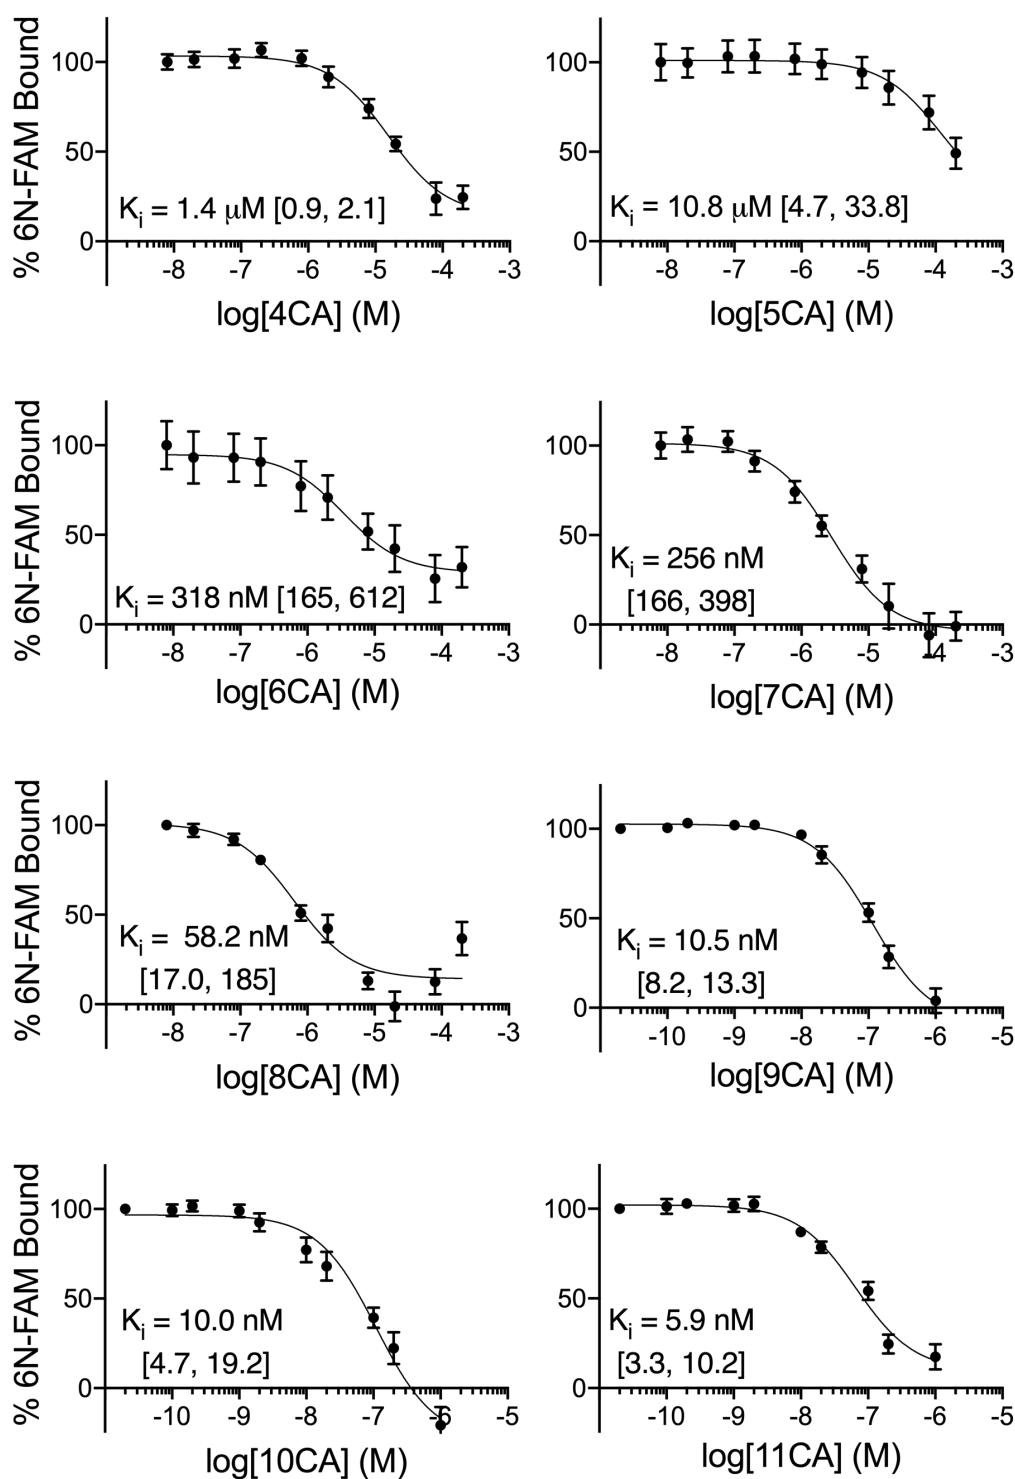 % 6N-FAM Bound
100
50
0
-8 -7 -6 -5 -4 -3
log[4CA] (M)
Ki = 1.4 μM [0.9, 2.1]
100
50
0
-8 -7 -6 -5 -4 -3
log[5CA] (M)
Ki = 10.8 μM [4.7, 33.8]
% 6N-FAM Bound
100
50
0
-8 -7 -6 -5 -4 -3
log[6CA] (M)
Ki = 318 nM [165, 612]
100
50
0
-8 -7 -6 -5 -4 -3
log[7CA] (M)
Ki = 256 nM
[166, 398]
% 6N-FAM Bound
100
50
0
-8 -7 -6 -5 -4 -3
log[8CA] (M)
Ki = 58.2 nM
[17.0, 185]
100
50
0
-10 -9 -8 -7 -6 -5
log[9CA] (M)
Ki = 10.5 nM
[8.2, 13.3]
% 6N-FAM Bound
100
50
0
-10 -9 -8 -7 -6 -5
log[10CA] (M)
Ki = 10.0 nM
[4.7, 19.2]
100
50
0
-10 -9 -8 -7 -6 -5
log[11CA] (M)
Ki = 5.9 nM
[3.3, 10.2]